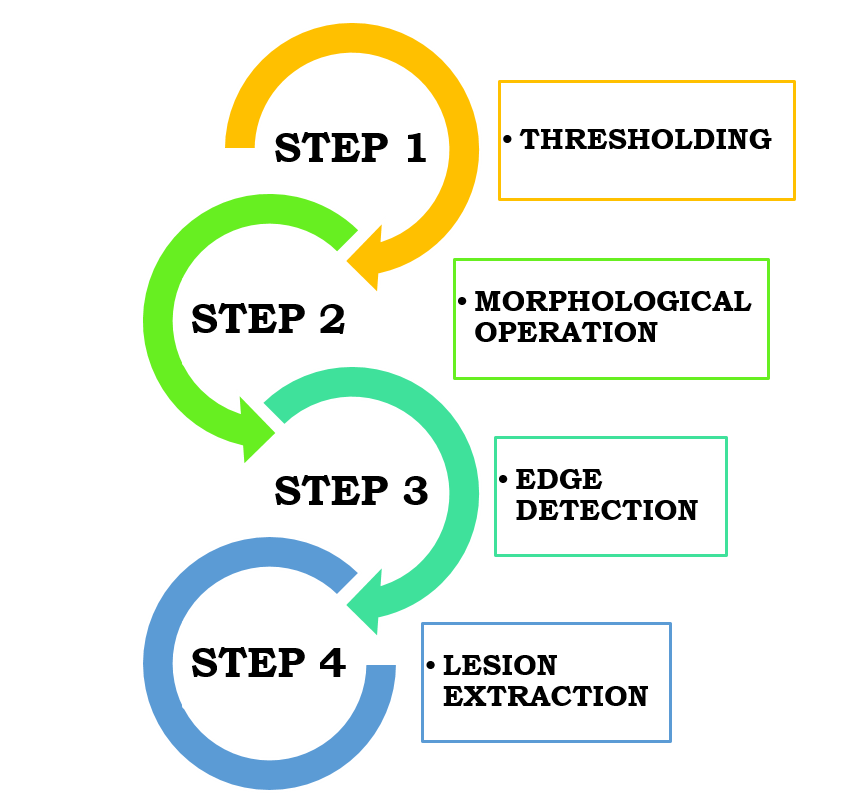 STEP 1
• THRESHOLDING
STEP 2
• MORPHOLOGICAL
OPERATION
STEP 3
• EDGE
DETECTION
STEP 4
• LESION
EXTRACTION